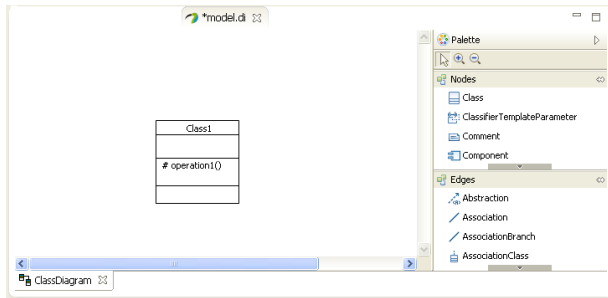 *model.di
Palette
Nodes
Class
ClassifierTemplateParameter
Comment
Component
Edges
Abstraction
Association
AssociationBranch
AssociationClass
Class1
# operation1()
ClassDiagram